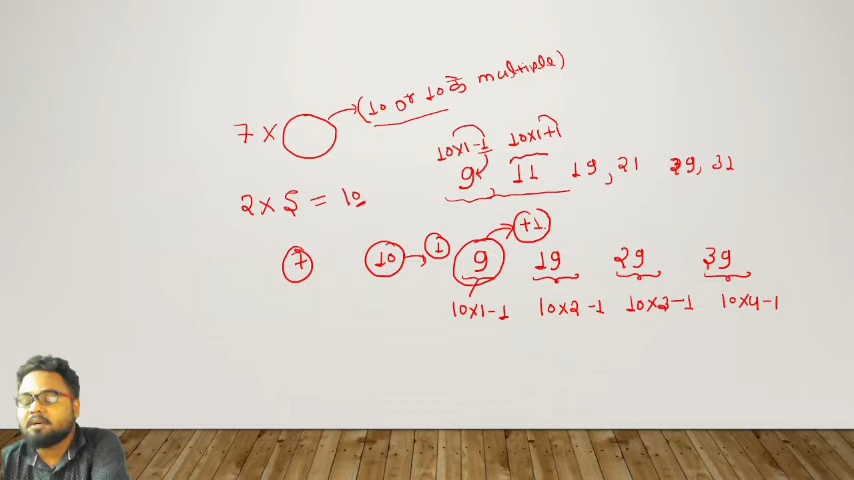 (10 or 10 के multiple)
7 ×
10×1-1 10×1+1
9 11 19, 21 29, 31
2 × 5 = 10
+1
7 10 1 9 19 29 39
10×1-1 10×2-1 10×3-1 10×4-1